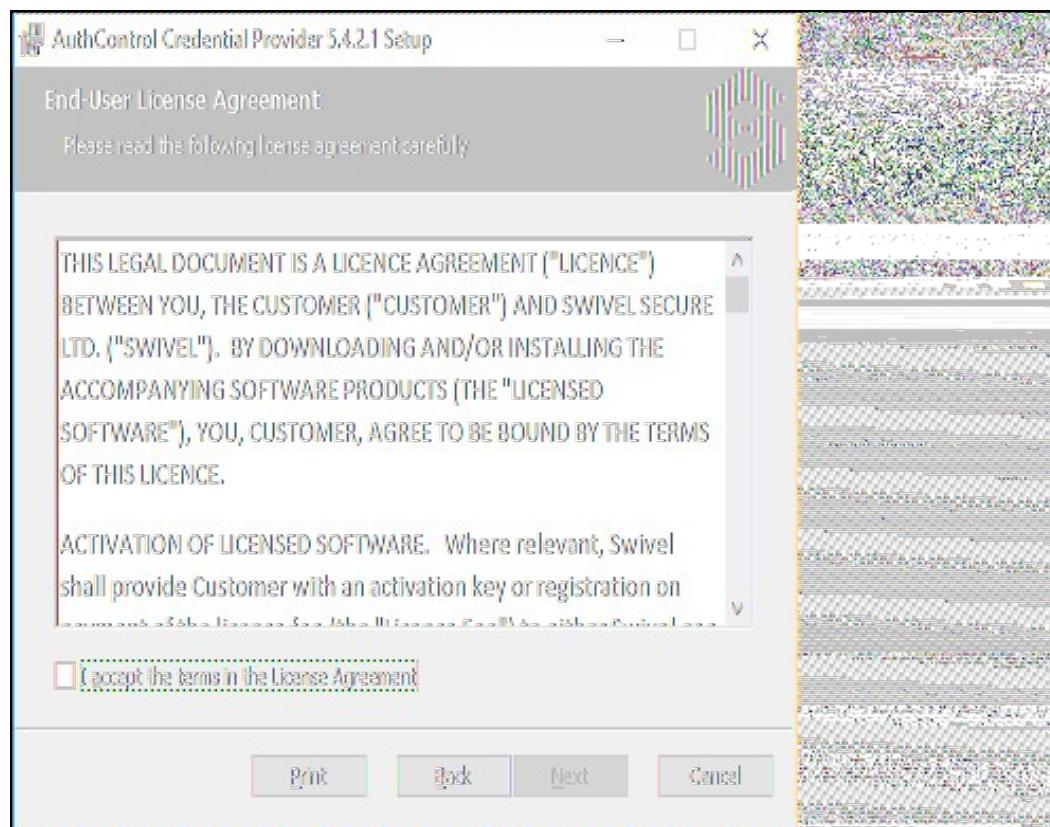 AuthControl Credential Provider 5.4.2.1 Setup
End-User License Agreement
Please read the following license agreement carefully
THIS LEGAL DOCUMENT IS A LICENCE AGREEMENT ("LICENCE")
BETWEEN YOU, THE CUSTOMER ("CUSTOMER") AND SWIVEL SECURE
LTD. ("SWIVEL").  BY DOWNLOADING AND/OR INSTALLING THE
ACCOMPANYING SOFTWARE PRODUCTS (THE "LICENSED
SOFTWARE"), YOU, CUSTOMER, AGREE TO BE BOUND BY THE TERMS
OF THIS LICENCE.
ACTIVATION OF LICENSED SOFTWARE.   Where relevant, Swivel
shall provide Customer with an activation key or registration on
I accept the terms in the License Agreement
Print
Back
Next
Cancel